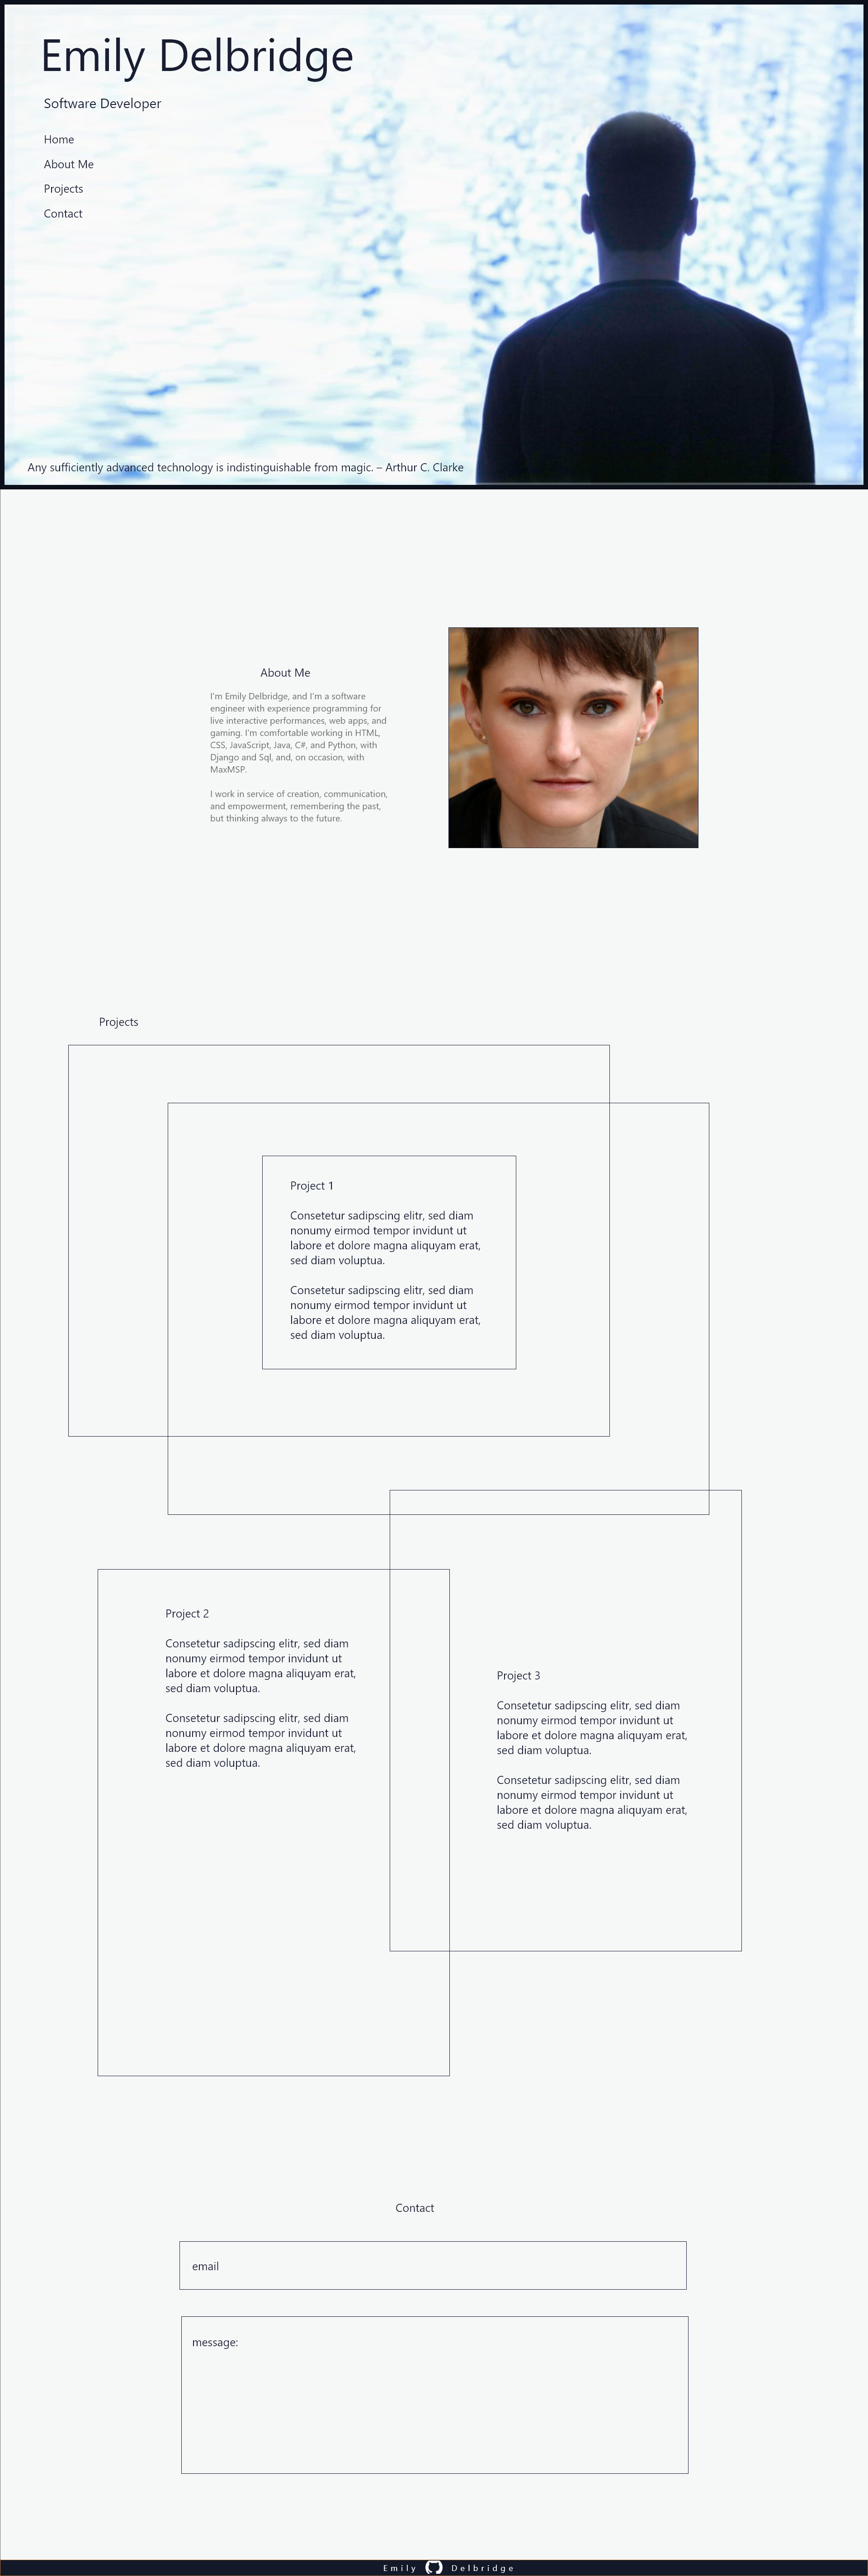 Emily Delbridge
Software Developer
Home
About Me
Projects
Contact
Any sufficiently advanced technology is indistinguishable from magic. – Arthur C. Clarke
About Me
I'm Emily Delbridge, and I'm a software
engineer with experience programming for
live interactive performances, web apps, and
gaming. I'm comfortable working in HTML,
CSS, JavaScript, Java, C#, and Python, with
Django and Sql, and, on occasion, with
MaxMSP.
I work in service of creation, communication,
and empowerment, remembering the past,
but thinking always to the future.
Projects
Project 1
Consetetur sadipscing elitr, sed diam
nonumy eirmod tempor invidunt ut
labore et dolore magna aliquyam erat,
sed diam voluptua.
Consetetur sadipscing elitr, sed diam
nonumy eirmod tempor invidunt ut
labore et dolore magna aliquyam erat,
sed diam voluptua.
Project 2
Consetetur sadipscing elitr, sed diam
nonumy eirmod tempor invidunt ut
labore et dolore magna aliquyam erat,
sed diam voluptua.
Consetetur sadipscing elitr, sed diam
nonumy eirmod tempor invidunt ut
labore et dolore magna aliquyam erat,
sed diam voluptua.
Project 3
Consetetur sadipscing elitr, sed diam
nonumy eirmod tempor invidunt ut
labore et dolore magna aliquyam erat,
sed diam voluptua.
Consetetur sadipscing elitr, sed diam
nonumy eirmod tempor invidunt ut
labore et dolore magna aliquyam erat,
sed diam voluptua.
Contact
email
message:
Emily Delbridge